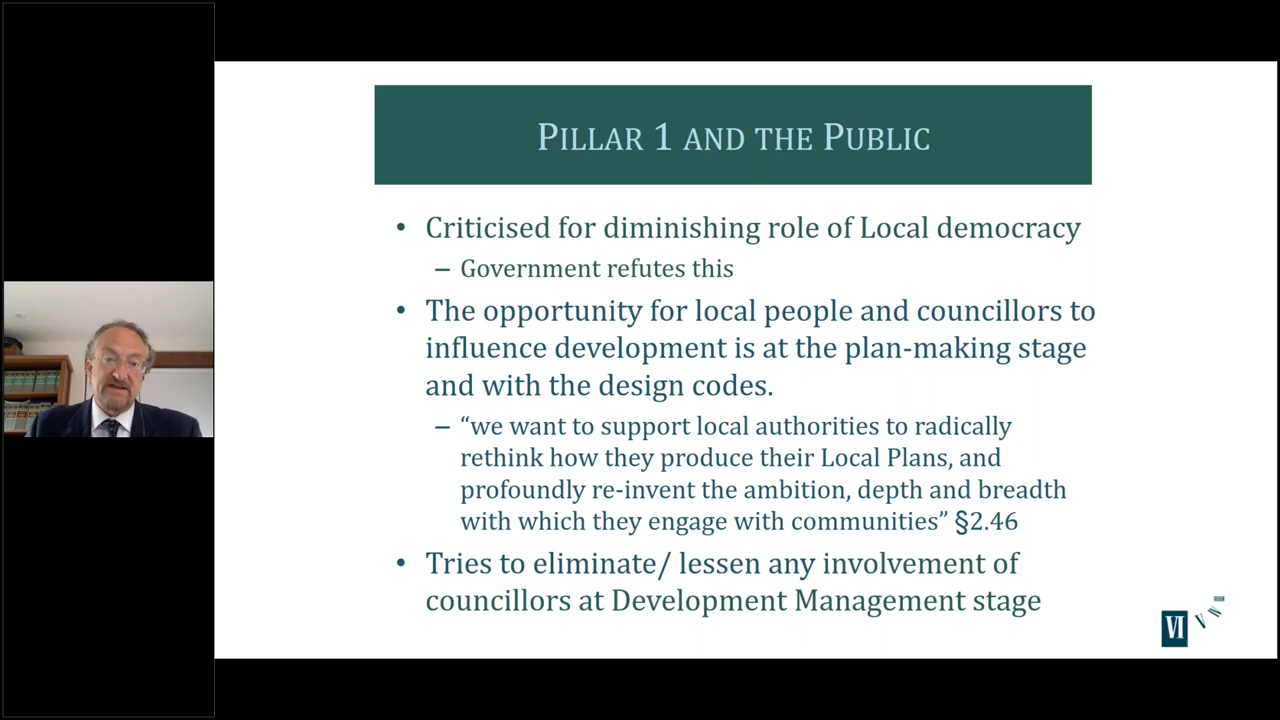 PILLAR 1 AND THE PUBLIC
• Criticised for diminishing role of Local democracy
– Government refutes this
• The opportunity for local people and councillors to
influence development is at the plan-making stage
and with the design codes.
– “we want to support local authorities to radically
rethink how they produce their Local Plans, and
profoundly re-invent the ambition, depth and breadth
with which they engage with communities” §2.46
• Tries to eliminate/ lessen any involvement of
councillors at Development Management stage
VI